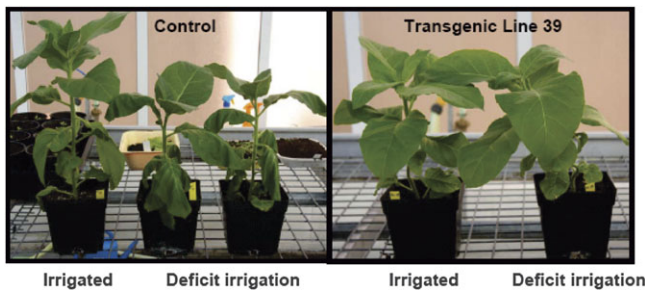 Control
Transgenic Line 39
Irrigated
Deficit irrigation
Irrigated
Deficit irrigation